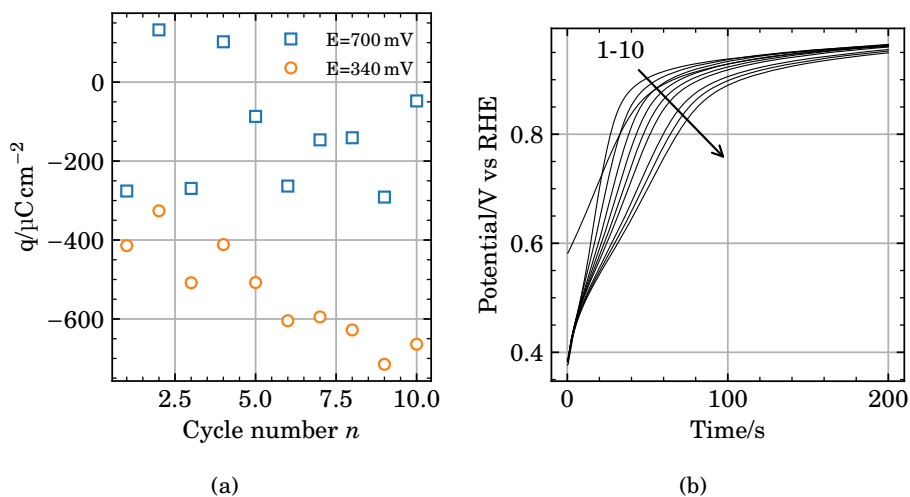 E=700 mV
E=340 mV
0
−200
−400
−600
q/µC cm−2
2.5 5.0 7.5 10.0
Cycle number n
(a)
1-10
0.8
0.6
0.4
Potential/V vs RHE
0 100 200
Time/s
(b)